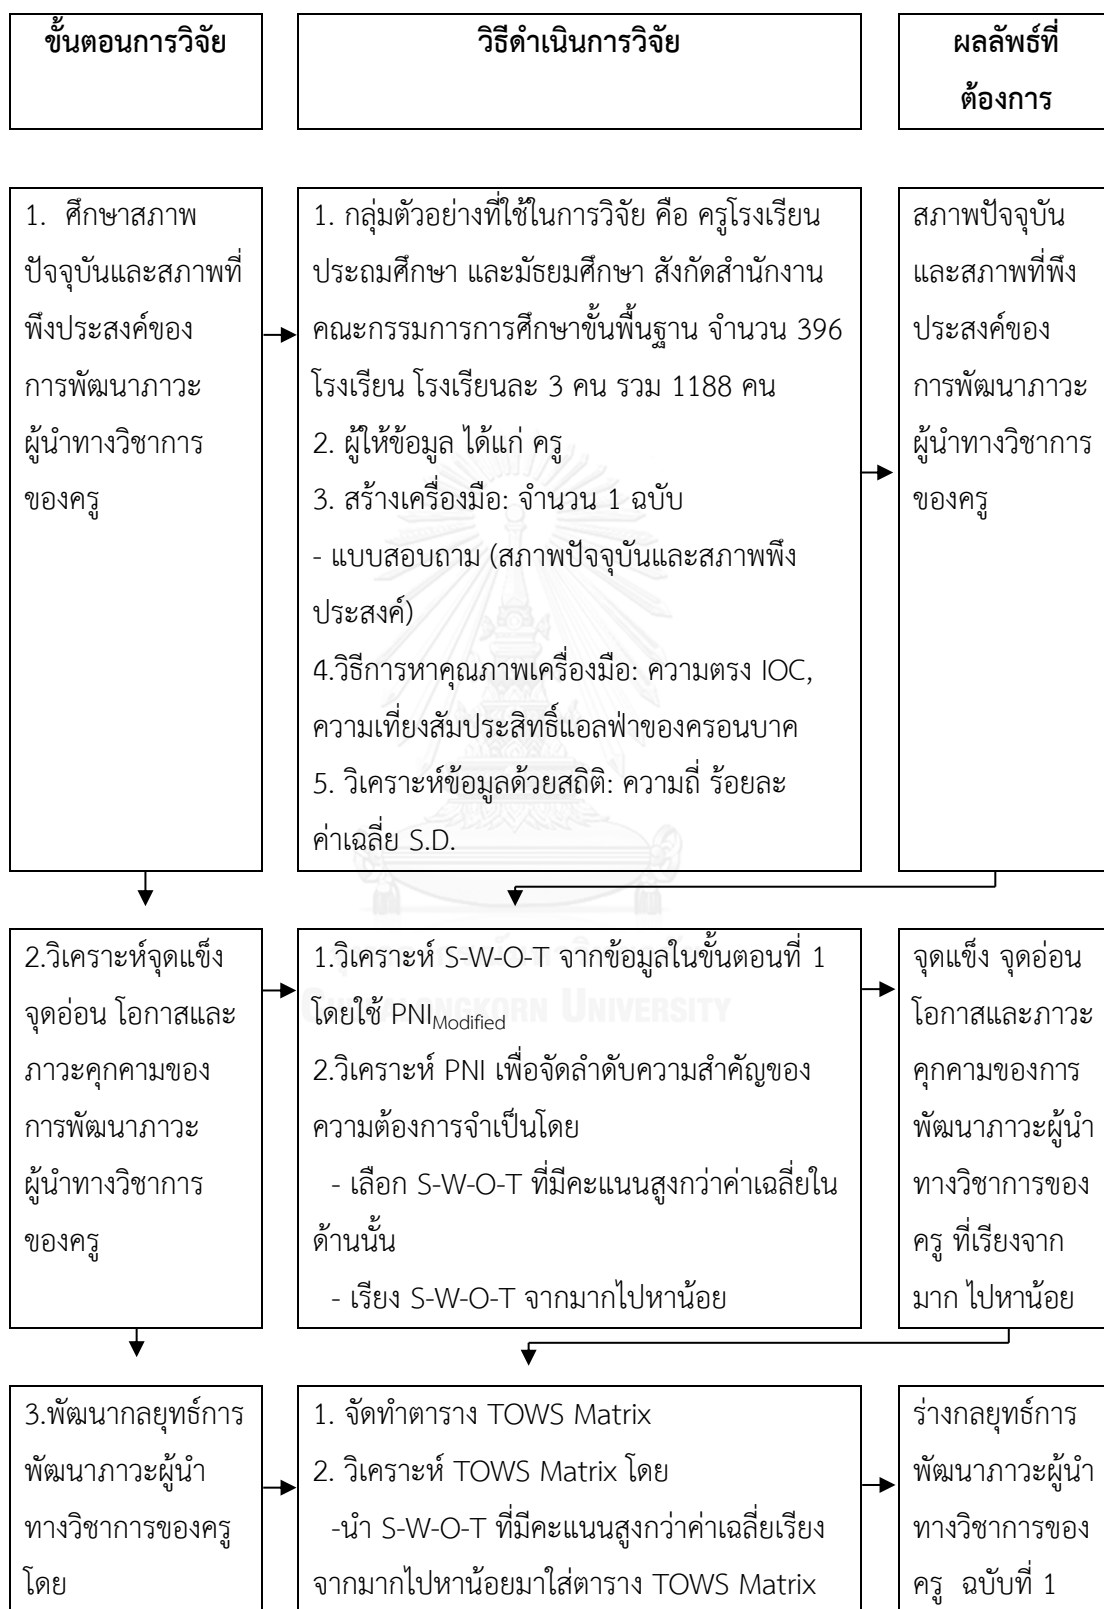 ขั้นตอนการวิจัย
วิธีดำเนินการวิจัย
ผลลัพธ์ที่
ต้องการ
1. ศึกษาสภาพ
ปัจจุบันและสภาพที่
พึงประสงค์ของ
การพัฒนาภาวะ
ผู้นำทางวิชาการ
ของครู
1. กลุ่มตัวอย่างที่ใช้ในการวิจัย คือ ครูโรงเรียน
ประถมศึกษา และมัธยมศึกษา สังกัดสำนักงาน
คณะกรรมการการศึกษาขั้นพื้นฐาน จำนวน 396
โรงเรียน โรงเรียนละ 3 คน รวม 1188 คน
2. ผู้ให้ข้อมูล ได้แก่ ครู
3. สร้างเครื่องมือ: จำนวน 1 ฉบับ
- แบบสอบถาม (สภาพปัจจุบันและสภาพพึง
ประสงค์)
4.วิธีการหาคุณภาพเครื่องมือ: ความตรง IOC,
ความเที่ยงสัมประสิทธิ์แอลฟ่าของครอนบาค
5. วิเคราะห์ข้อมูลด้วยสถิติ: ความถี่ ร้อยละ
ค่าเฉลี่ย S.D.
สภาพปัจจุบัน
และสภาพที่พึง
ประสงค์ของ
การพัฒนาภาวะ
ผู้นำทางวิชาการ
ของครู
2.วิเคราะห์จุดแข็ง
จุดอ่อน โอกาสและ
ภาวะคุกคามของ
การพัฒนาภาวะ
ผู้นำทางวิชาการ
ของครู
1.วิเคราะห์ S-W-O-T จากข้อมูลในขั้นตอนที่ 1
โดยใช้ PNIModified
2.วิเคราะห์ PNI เพื่อจัดลำดับความสำคัญของ
ความต้องการจำเป็นโดย
- เลือก S-W-O-T ที่มีคะแนนสูงกว่าค่าเฉลี่ยใน
ด้านนั้น
- เรียง S-W-O-T จากมากไปหาน้อย
จุดแข็ง จุดอ่อน
โอกาสและภาวะ
คุกคามของการ
พัฒนาภาวะผู้นำ
ทางวิชาการของ
ครู ที่เรียงจาก
มาก ไปหาน้อย
3.พัฒนากลยุทธ์การ
พัฒนาภาวะผู้นำ
ทางวิชาการของครู
โดย
1. จัดทำตาราง TOWS Matrix
2. วิเคราะห์ TOWS Matrix โดย
-นำ S-W-O-T ที่มีคะแนนสูงกว่าค่าเฉลี่ยเรียง
จากมากไปหาน้อยมาใส่ตาราง TOWS Matrix
ร่างกลยุทธ์การ
พัฒนาภาวะผู้นำ
ทางวิชาการของ
ครู ฉบับที่ 1